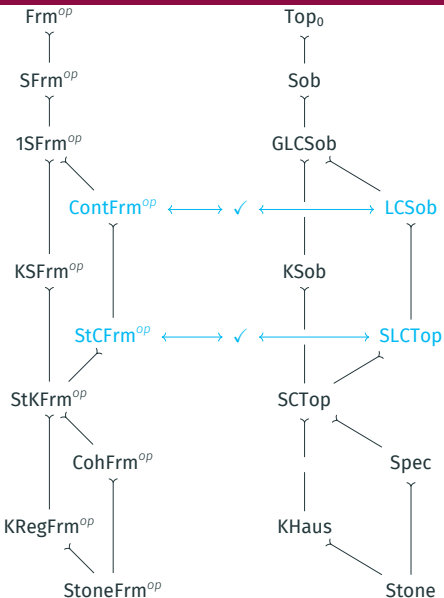 Frm^op Top₀
SFrm^op Sob
1SFrm^op GLCSob
ContFrm^op ✓ LCSob
KSFrm^op KSob
StCFrm^op ✓ SLCTop
StKFrm^op SCTop
CohFrm^op Spec
KRegFrm^op KHaus
StoneFrm^op Stone